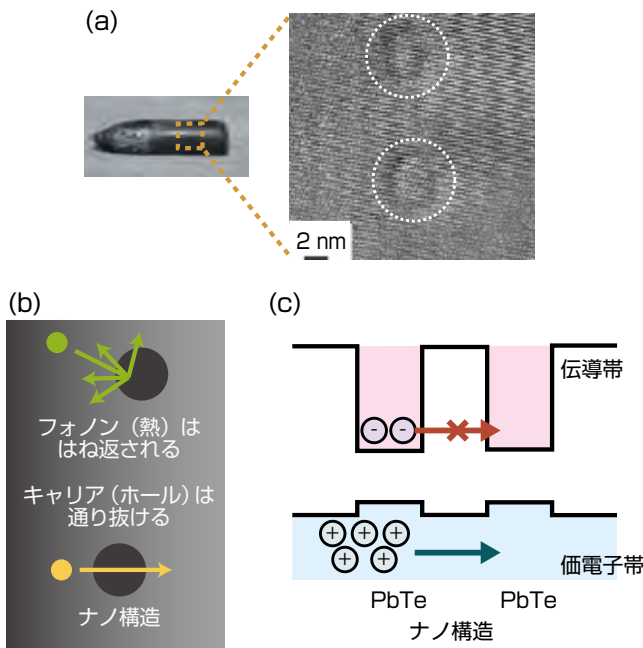 (a)
2 nm
(b)
フォノン（熱）は
はね返される
キャリア（ホール）は
通り抜ける
ナノ構造
(c)
伝導帯
- -
+ + +
+ +
価電子帯
PbTe PbTe
ナノ構造